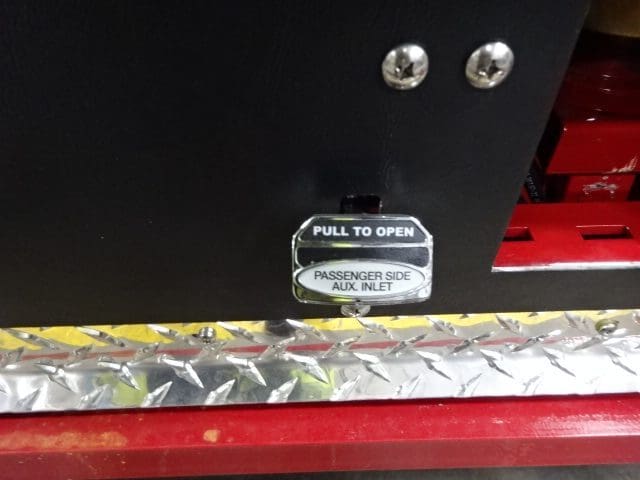 PULL TO OPEN
PASSENGER SIDE
AUX. INLET